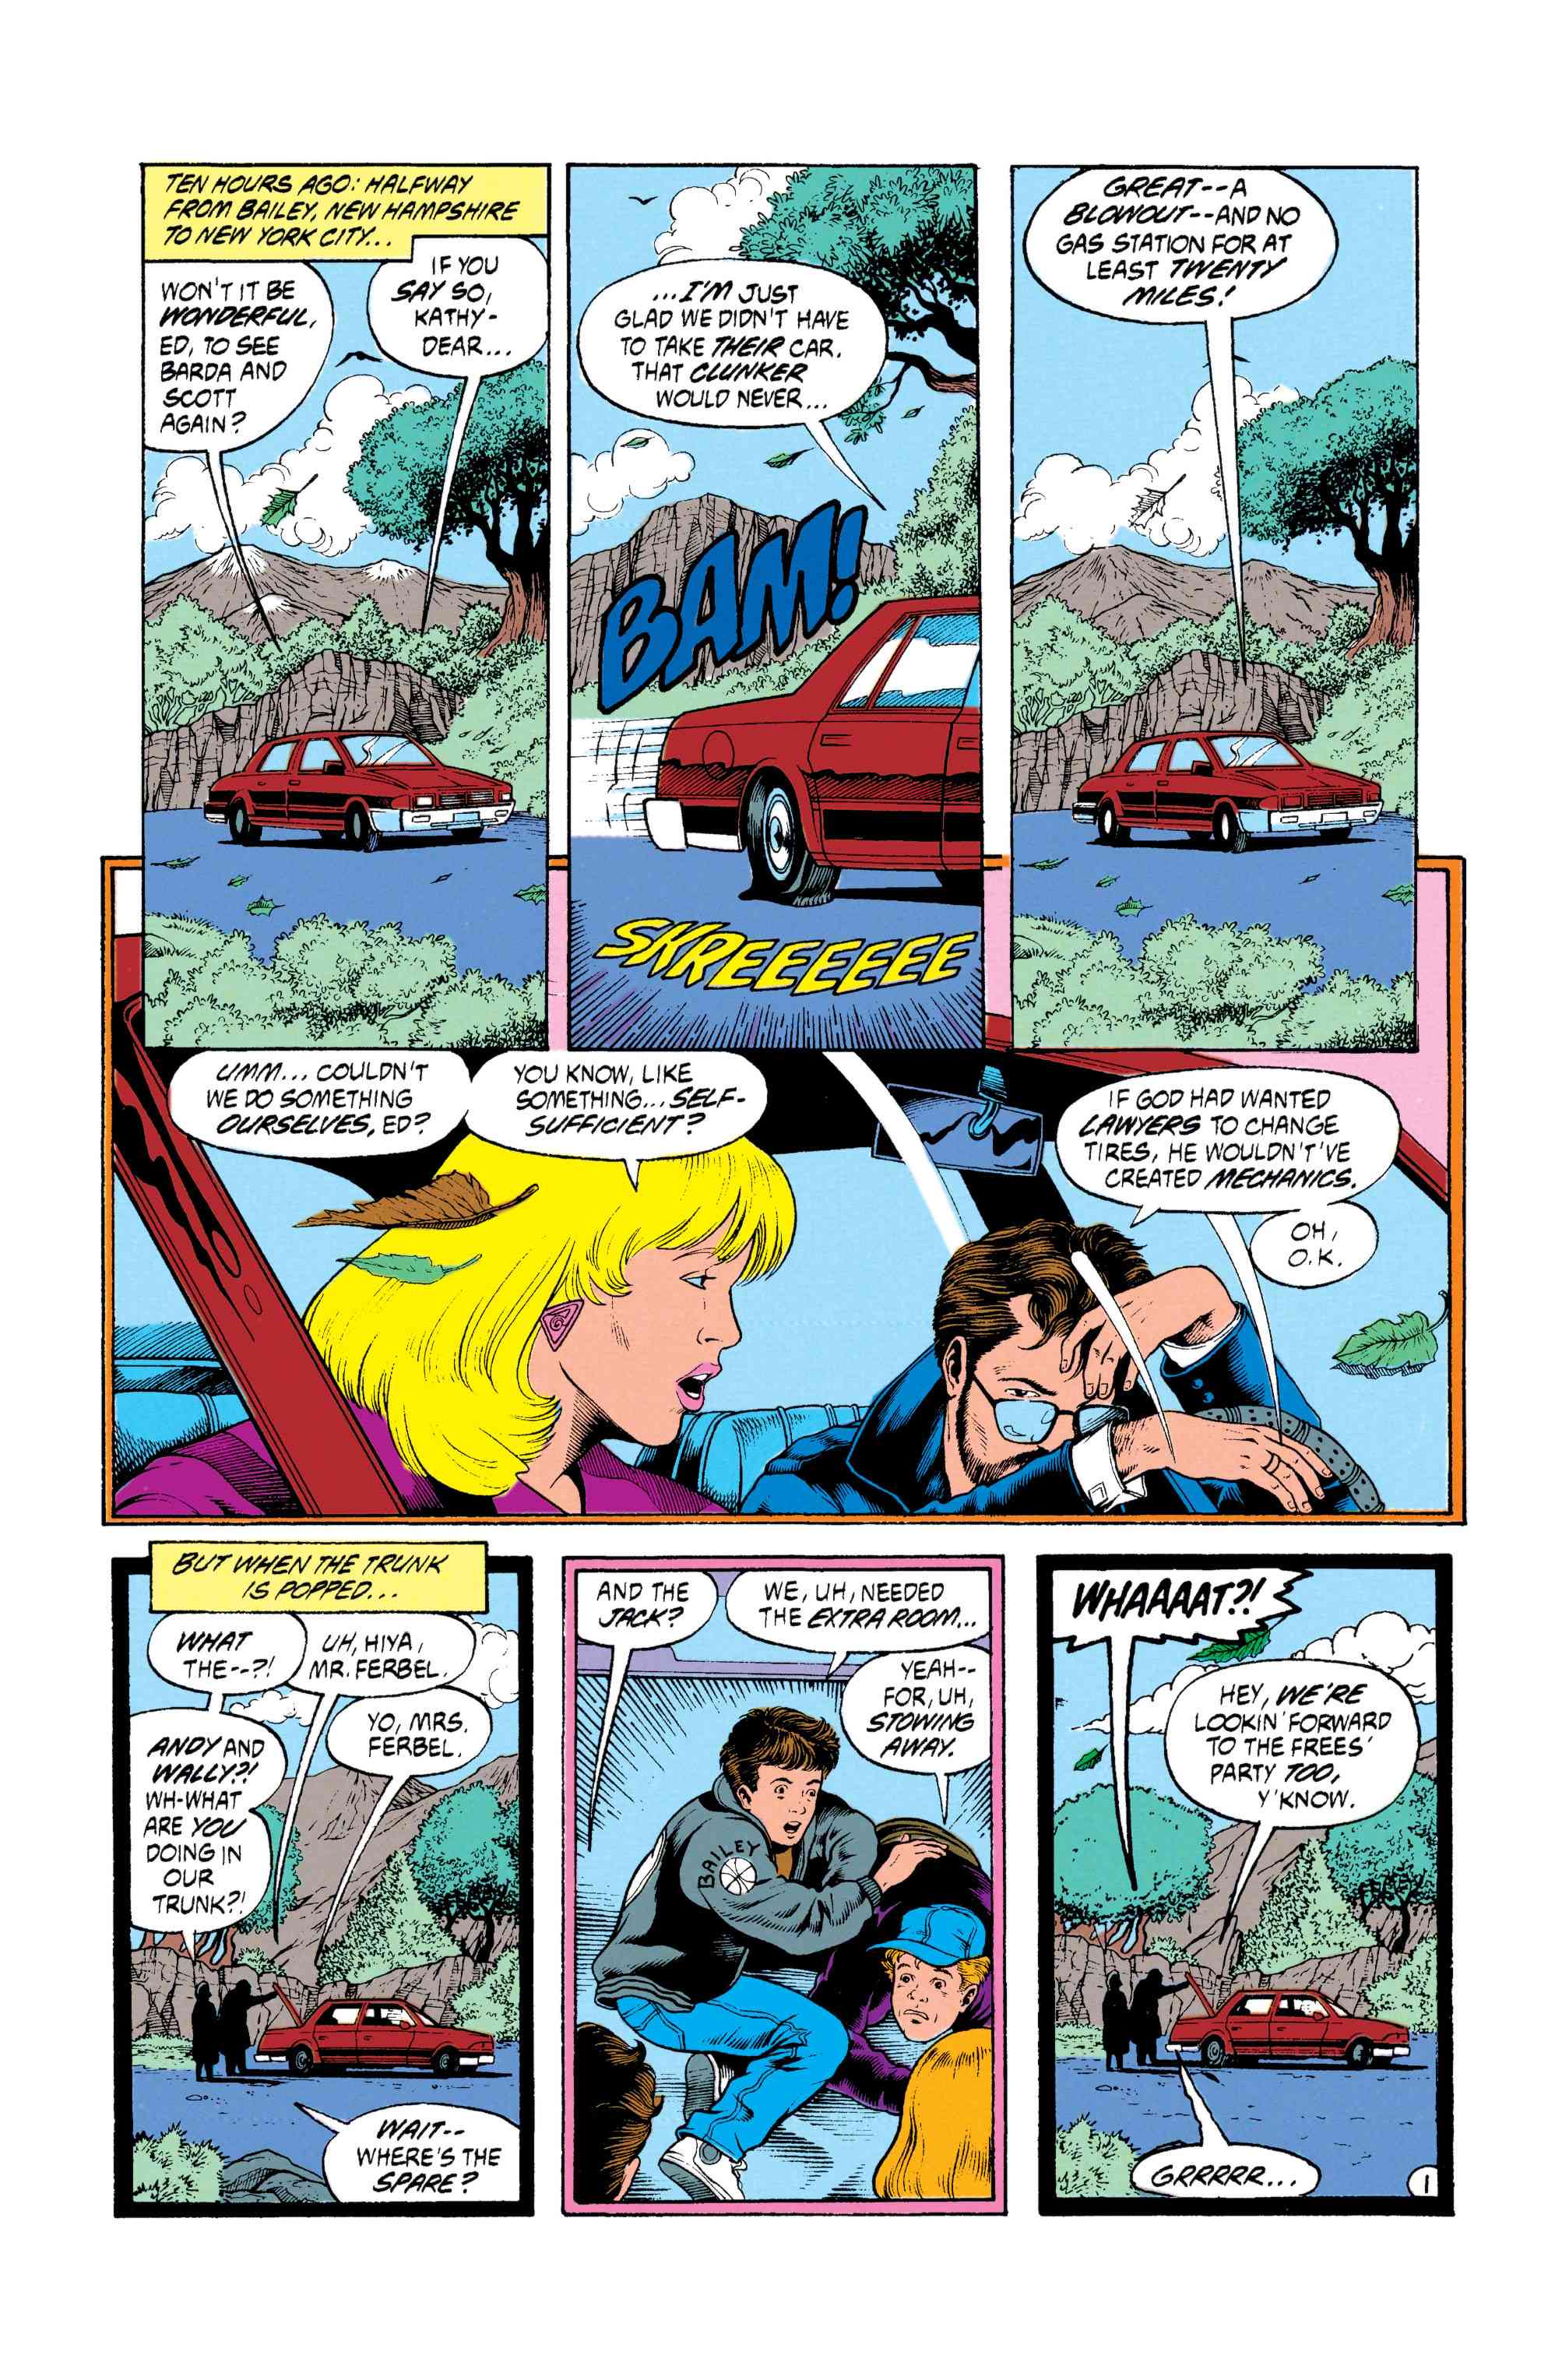 TEN HOURS AGO: HALFWAY
FROM BAILEY, NEW HAMPSHIRE
TO NEW YORK CITY...
WON'T IT BE
WONDERFUL,
ED, TO SEE
BARDA AND
SCOTT
AGAIN?
IF YOU
SAY SO,
KATHY-
DEAR...
...I'M JUST
GLAD WE DIDN'T HAVE
TO TAKE THEIR CAR.
THAT CLUNKER
WOULD NEVER...
BAM!
SKREEEEEEE
GREAT--A
BLOWOUT--AND NO
GAS STATION FOR AT
LEAST TWENTY
MILES!
UMM... COULDN'T
WE DO SOMETHING
OURSELVES, ED?
YOU KNOW, LIKE
SOMETHING... SELF-
SUFFICIENT?
IF GOD HAD WANTED
LAWYERS TO CHANGE
TIRES, HE WOULDN'T'VE
CREATED MECHANICS.
OH,
O.K.
BUT WHEN THE TRUNK
IS POPPED...
WHAT
THE--?!
UH, HIYA,
MR. FERBEL.
YO, MRS.
FERBEL.
ANDY AND
WALLY?!
WH-WHAT
ARE YOU
DOING IN
OUR
TRUNK?!
WAIT--
WHERE'S THE
SPARE?
AND THE
JACK?
WE, UH, NEEDED
THE EXTRA ROOM...
YEAH--
FOR, UH,
STOWING
AWAY.
BAILEY
WHAAAAT?!
HEY, WE'RE
LOOKIN' FORWARD
TO THE FREES'
PARTY TOO,
Y'KNOW.
GRRRRR...
1